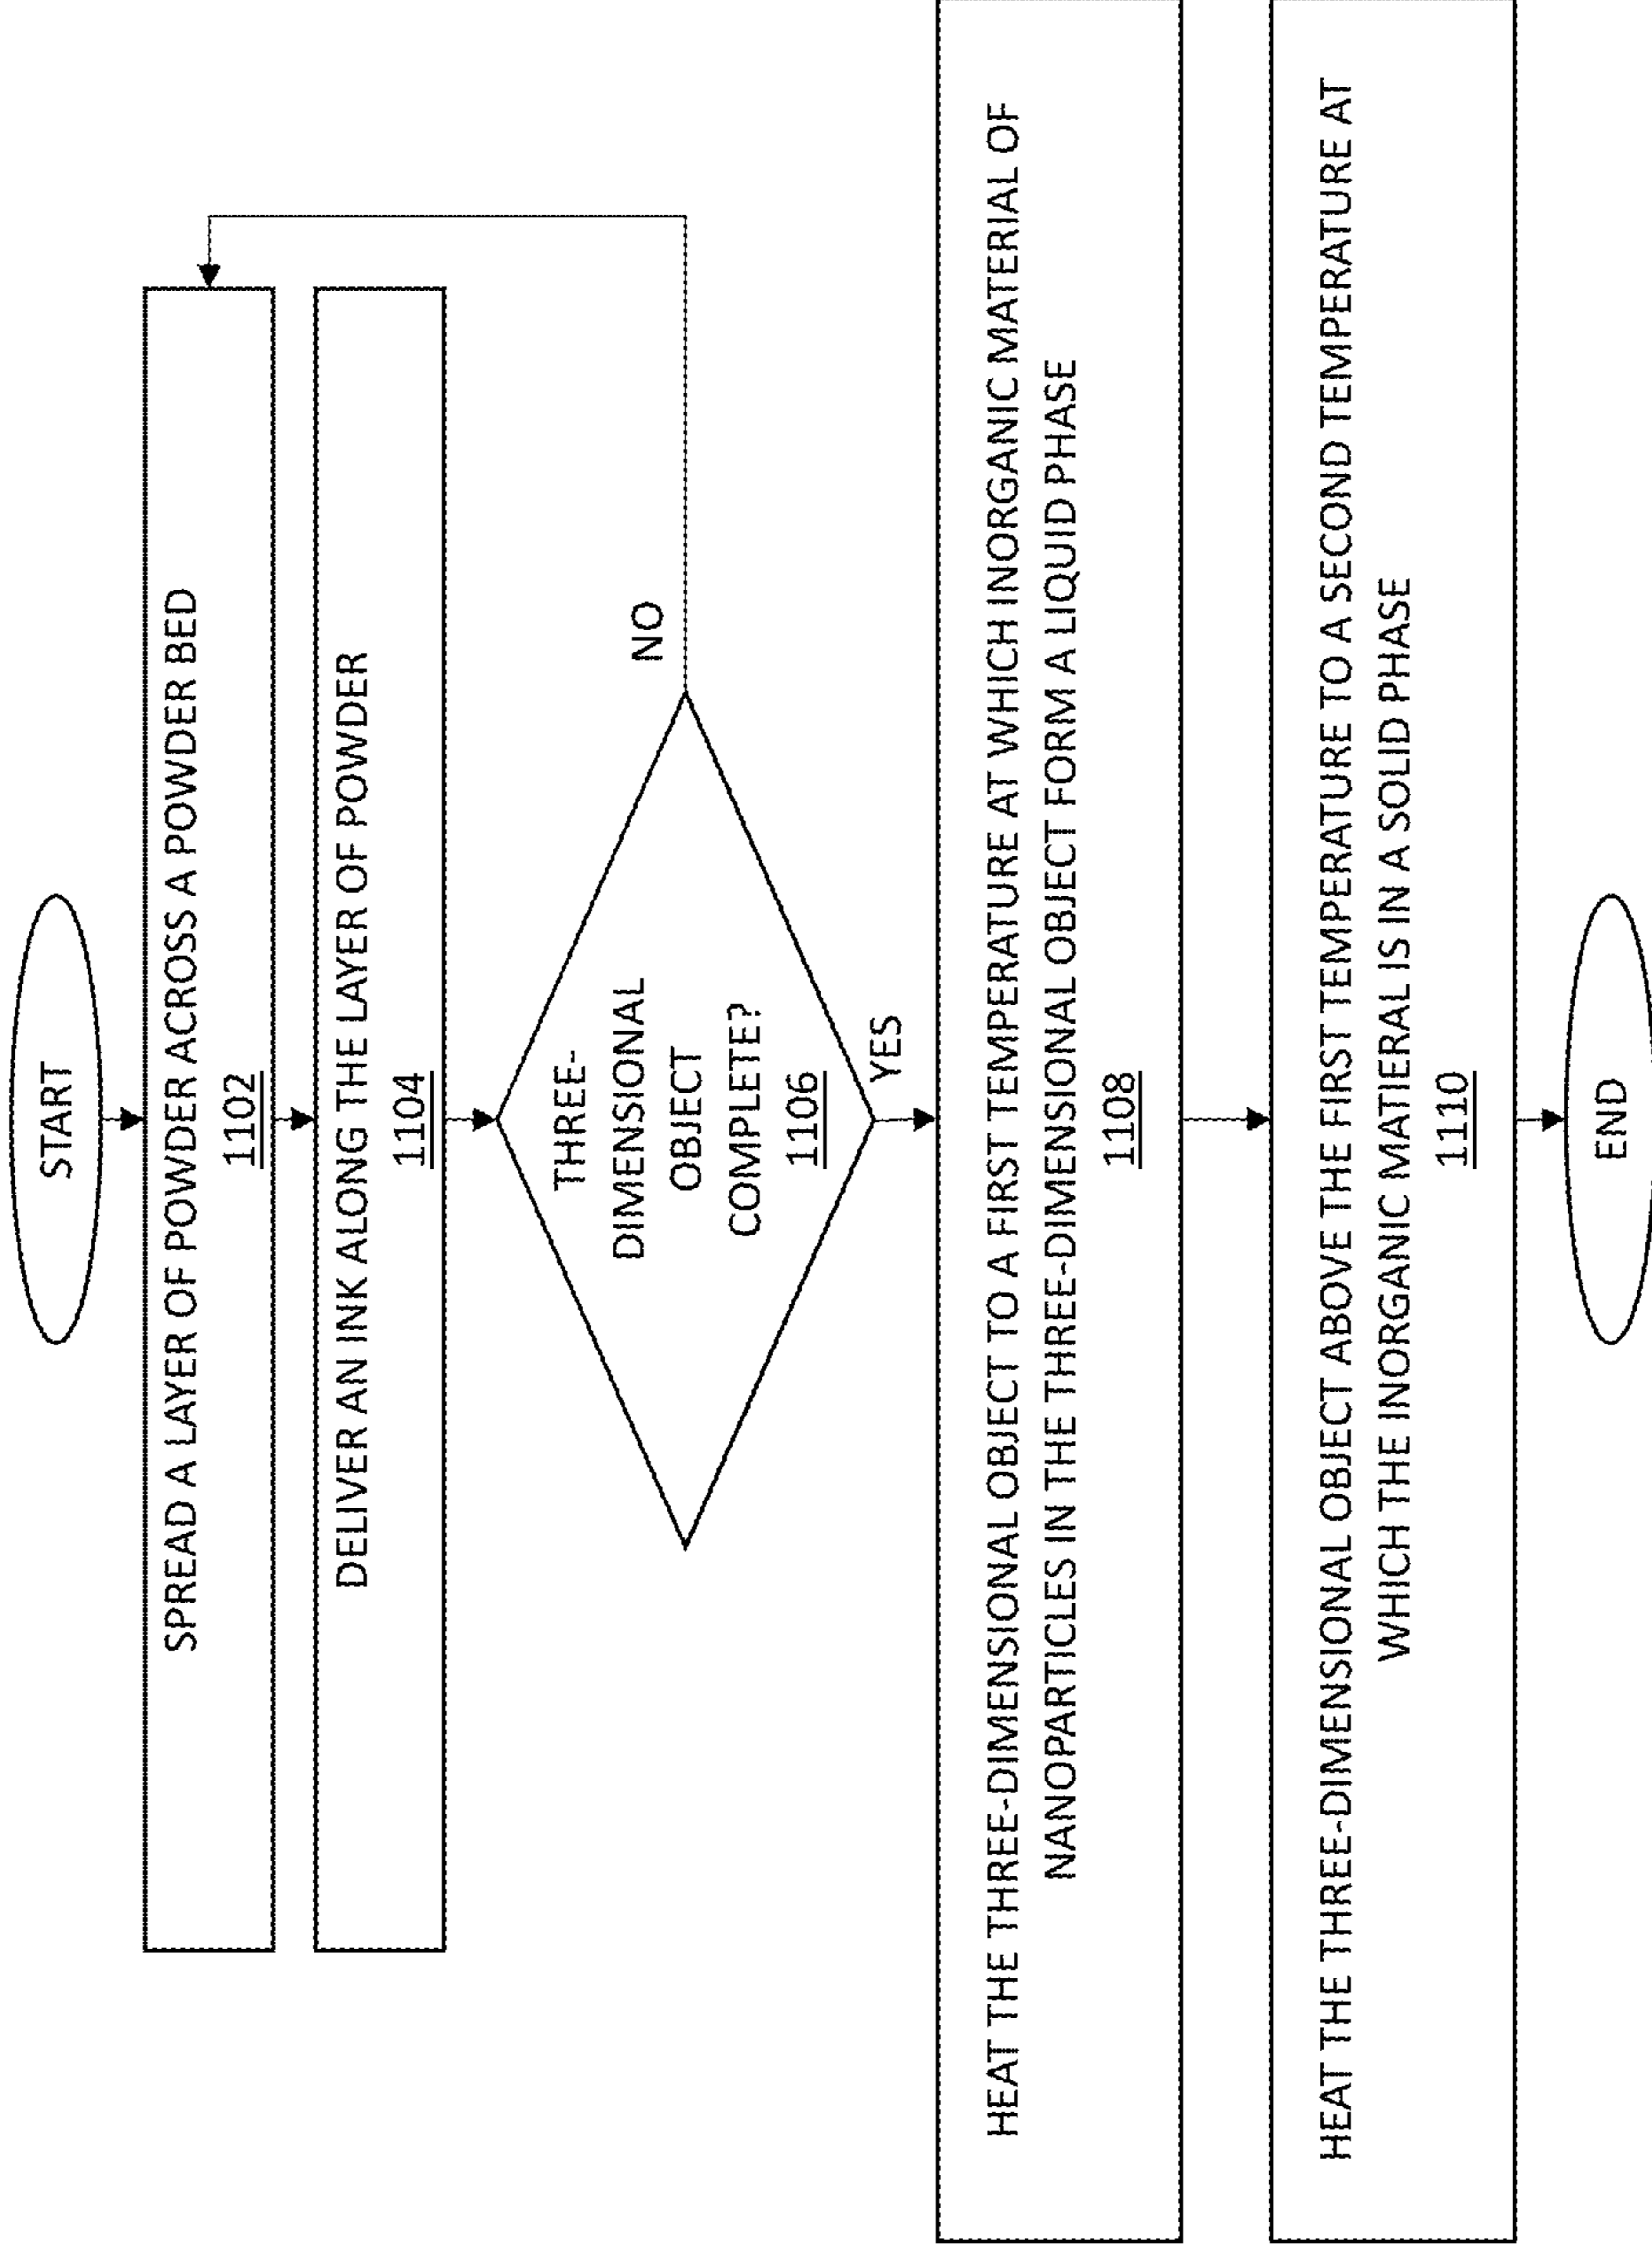 START
SPREAD A LAYER OF POWDER ACROSS A POWDER BED
1102
DELIVER AN INK ALONG THE LAYER OF POWDER
1104
THREE-
DIMENSIONAL
OBJECT
COMPLETE?
1106
NO
YES
HEAT THE THREE-DIMENSIONAL OBJECT TO A FIRST TEMPERATURE AT WHICH INORGANIC MATERIAL OF
NANOPARTICLES IN THE THREE-DIMENSIONAL OBJECT FORM A LIQUID PHASE
1108
HEAT THE THREE-DIMENSIONAL OBJECT ABOVE THE FIRST TEMPERATURE TO A SECOND TEMPERATURE AT
WHICH THE INORGANIC MATIERAL IS IN A SOLID PHASE
1110
END